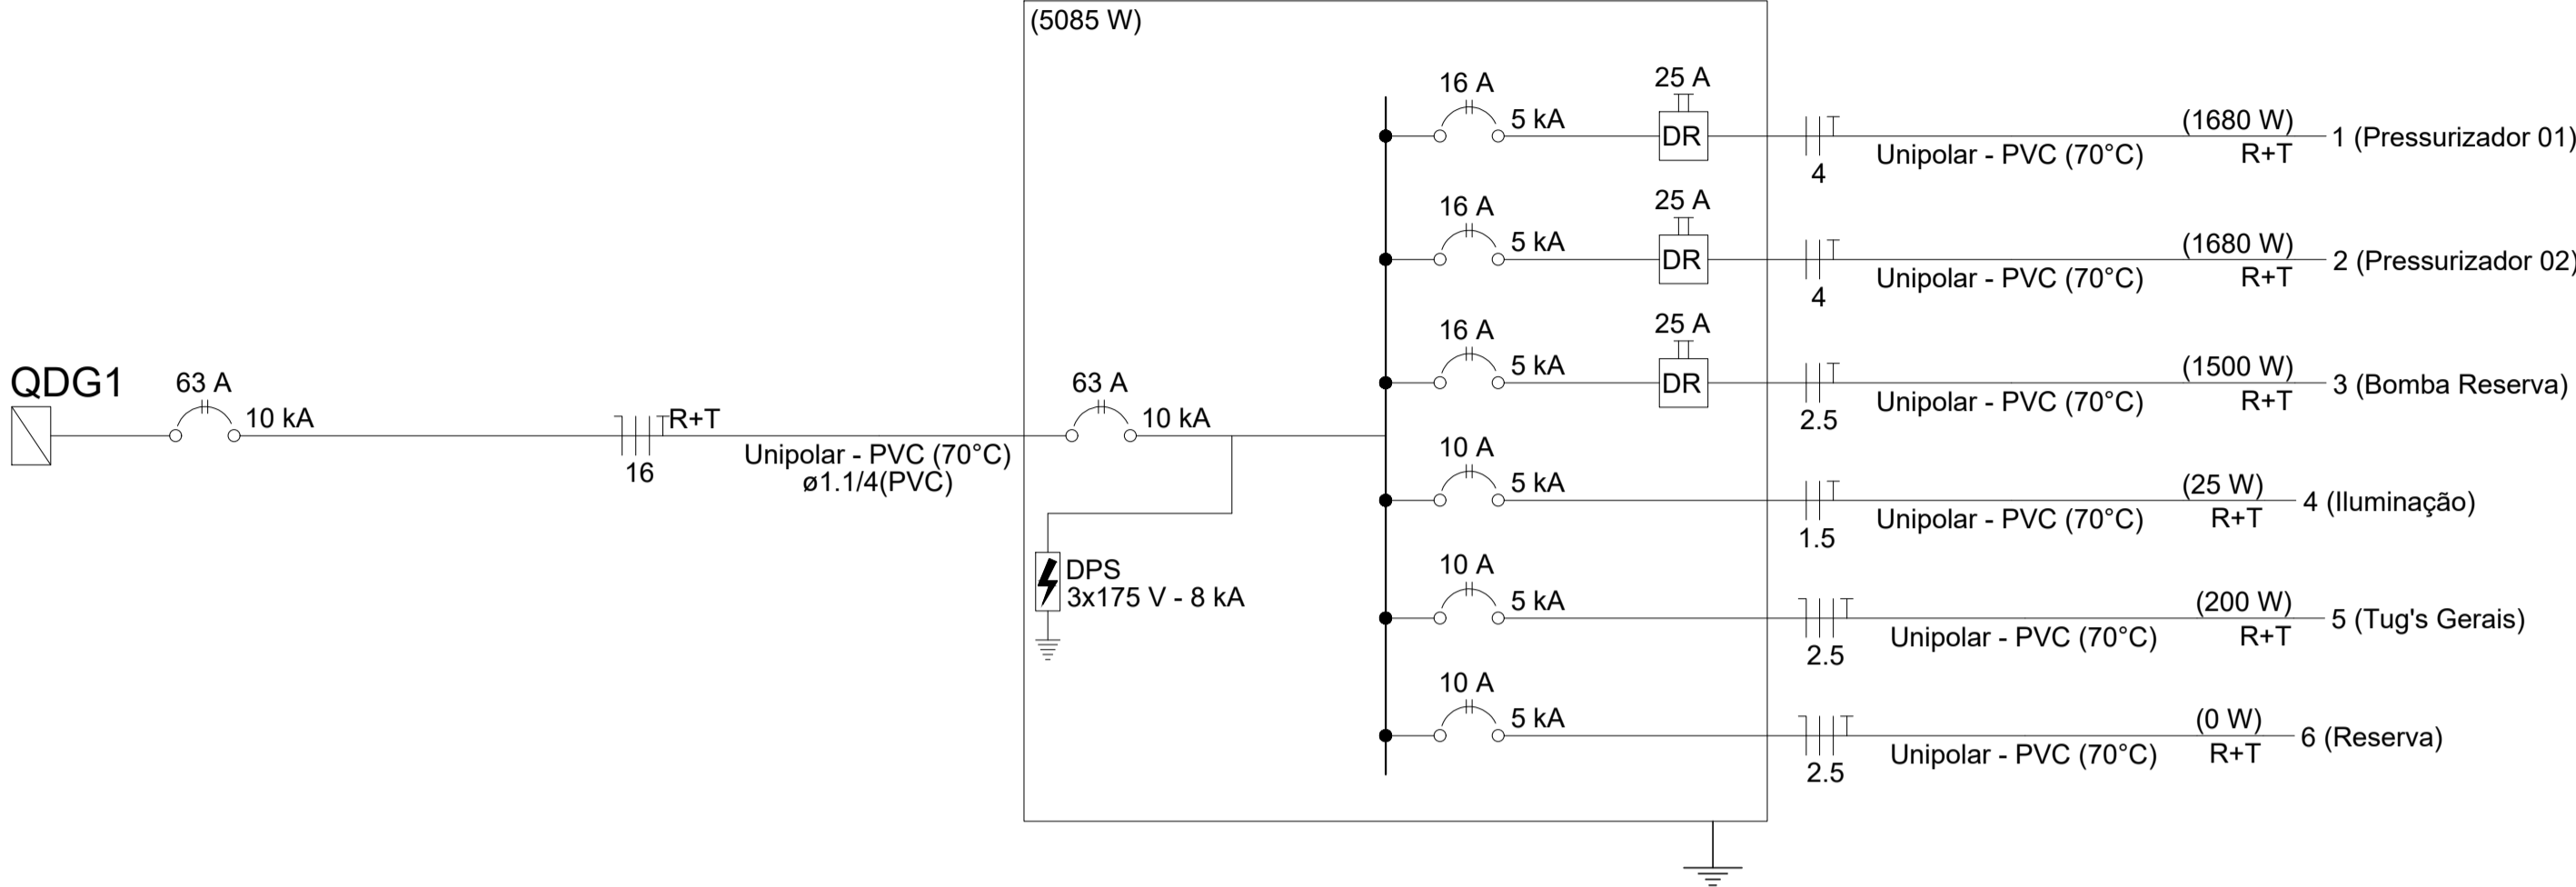 (5085 W)
QDG1
63 A
10 kA
R+T
16
Unipolar - PVC (70°C)
ø1.1/4(PVC)
63 A
10 kA
DPS
3x175 V - 8 kA
16 A
5 kA
25 A
DR
4
Unipolar - PVC (70°C)
(1680 W)
R+T
1 (Pressurizador 01)
16 A
5 kA
25 A
DR
4
Unipolar - PVC (70°C)
(1680 W)
R+T
2 (Pressurizador 02)
16 A
5 kA
25 A
DR
2.5
Unipolar - PVC (70°C)
(1500 W)
R+T
3 (Bomba Reserva)
10 A
5 kA
1.5
Unipolar - PVC (70°C)
(25 W)
R+T
4 (Iluminação)
10 A
5 kA
2.5
Unipolar - PVC (70°C)
(200 W)
R+T
5 (Tug's Gerais)
10 A
5 kA
2.5
Unipolar - PVC (70°C)
(0 W)
R+T
6 (Reserva)